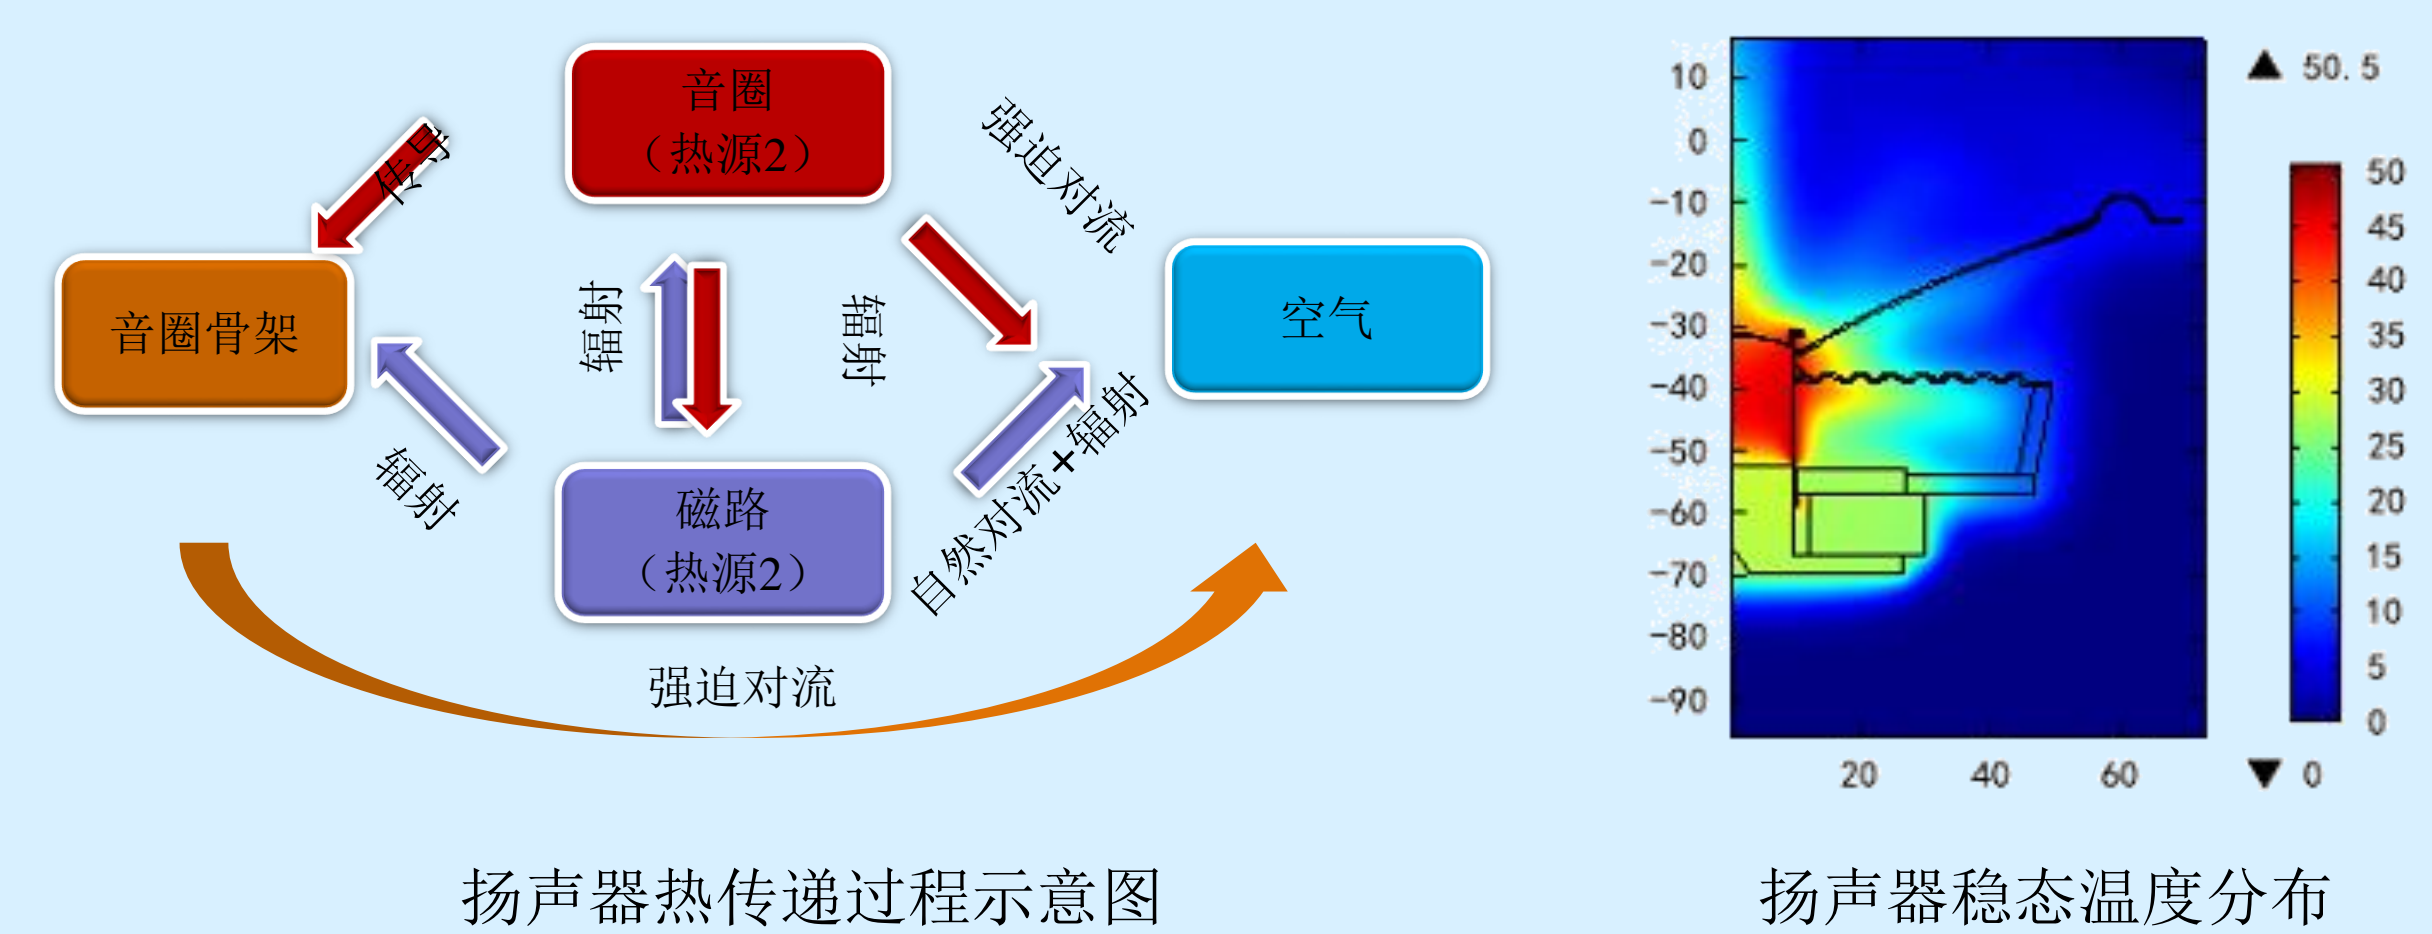 音圈
（热源2）
传导
强迫对流
音圈骨架
辐射
辐射
空气
辐射
自然对流+辐射
磁路
（热源2）
强迫对流
扬声器热传递过程示意图
10
0
-10
-20
-30
-40
-50
-60
-70
-80
-90
20 40 60
▲ 50.5
50
45
40
35
30
25
20
15
10
5
0
▼ 0
扬声器稳态温度分布